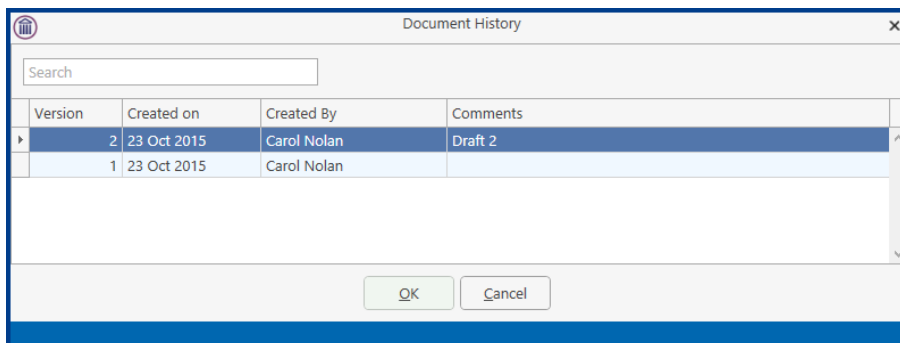 Document History
Search
Version Created on Created By Comments
2 23 Oct 2015 Carol Nolan Draft 2
1 23 Oct 2015 Carol Nolan
OK Cancel